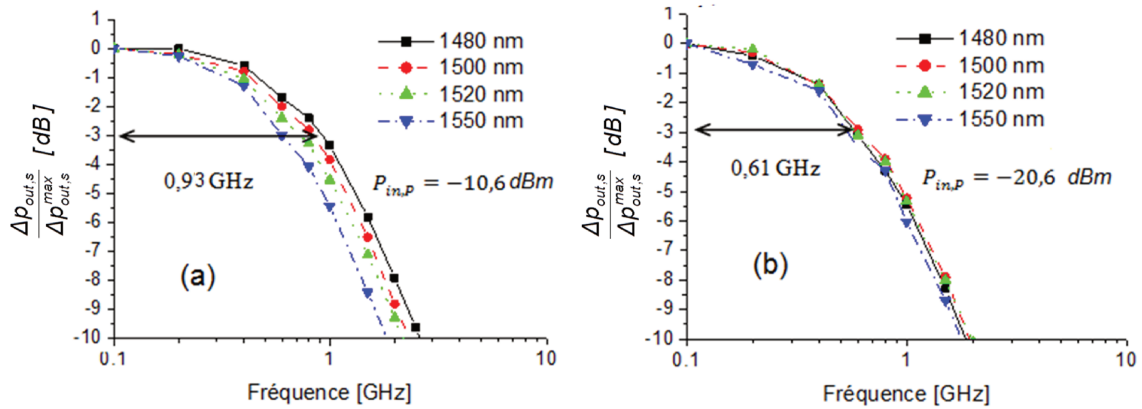 1
0
-1
-2
-3
-4
-5
-6
-7
-8
-9
-10
0.1
1
10
Δp_out,s / Δp_out,s^max [dB]
Fréquence [GHz]
1480 nm
1500 nm
1520 nm
1550 nm
0,93 GHz
P_in,P = −10,6 dBm
(a)
1
0
-1
-2
-3
-4
-5
-6
-7
-8
-9
-10
0.1
1
10
Δp_out,s / Δp_out,s^max [dB]
Fréquence [GHz]
1480 nm
1500 nm
1520 nm
1550 nm
0,61 GHz
P_in,P = −20,6 dBm
(b)